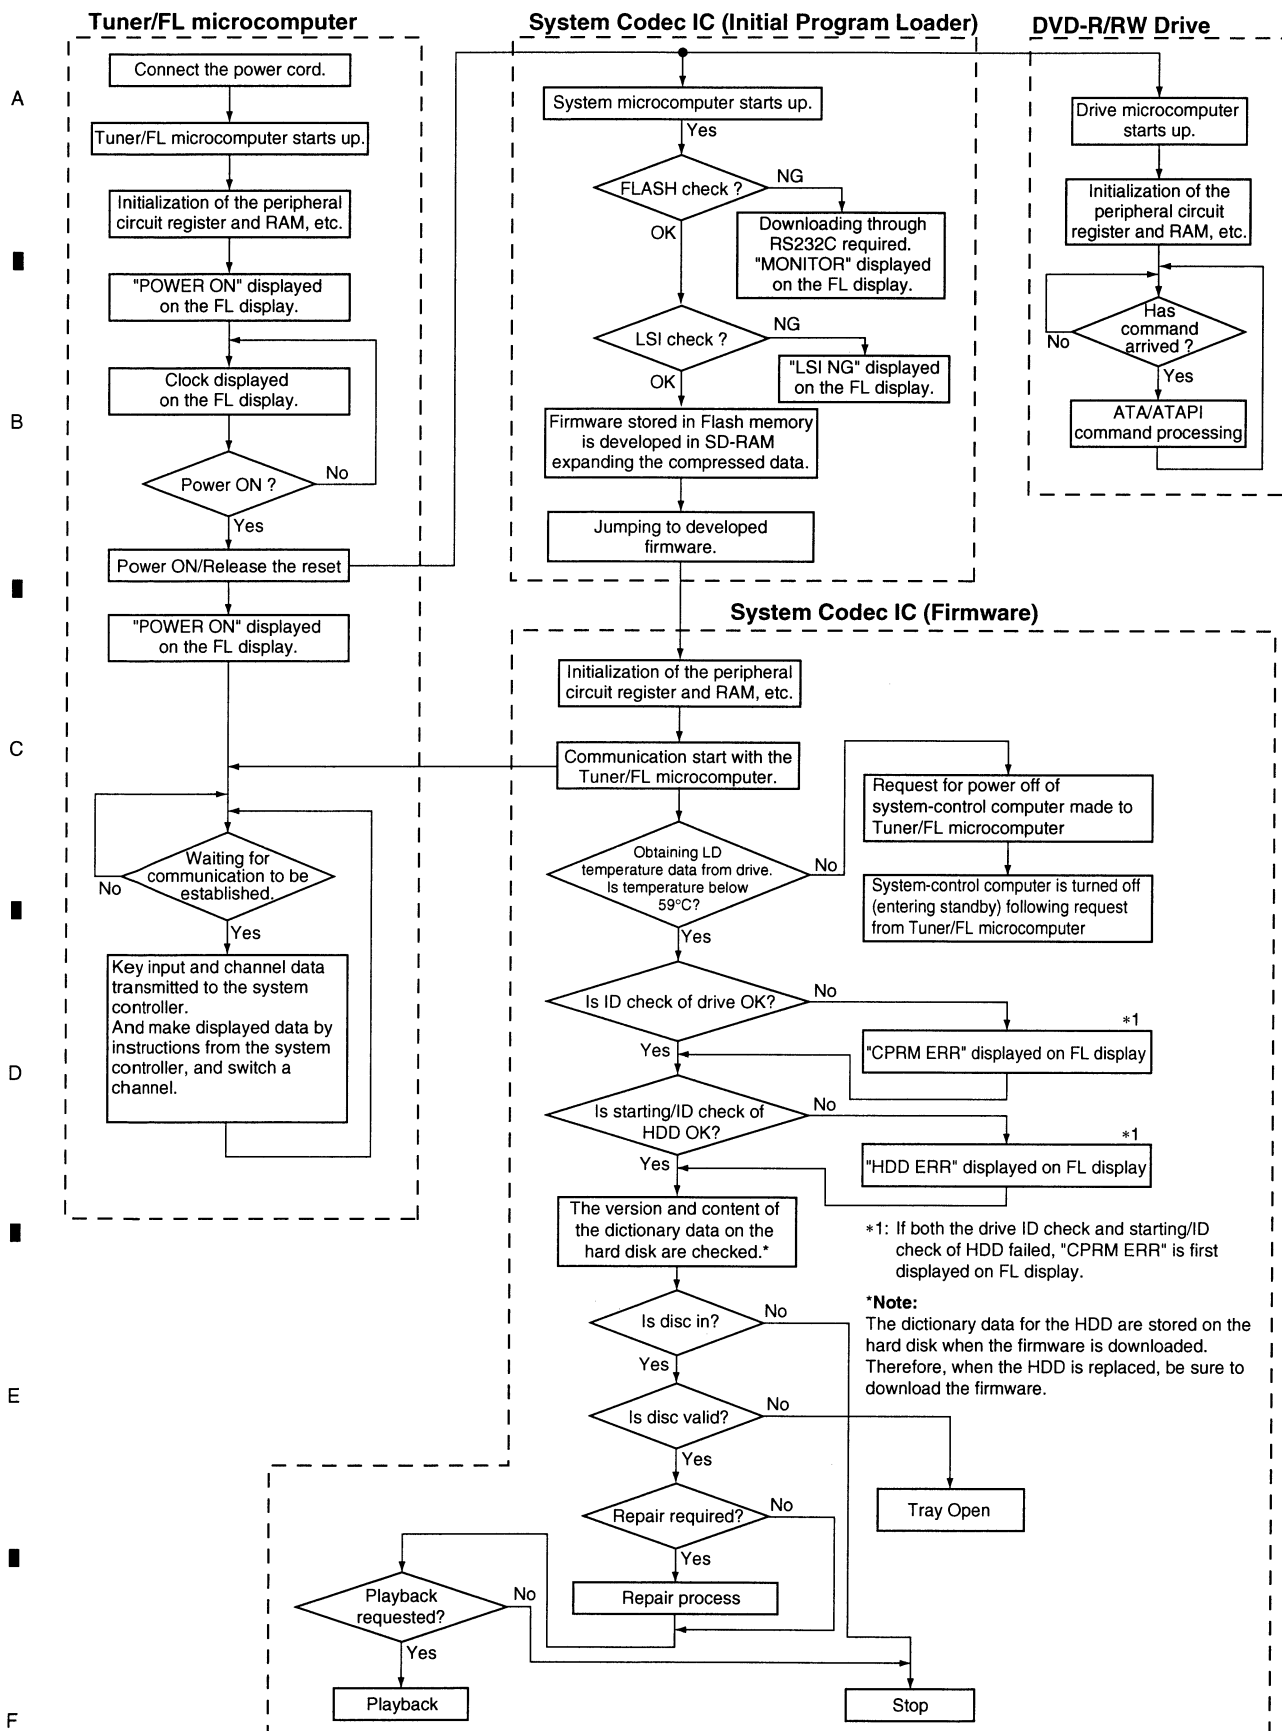 Tuner/FL microcomputer
Connect the power cord.
Tuner/FL microcomputer starts up.
Initialization of the peripheral
circuit register and RAM, etc.
"POWER ON" displayed
on the FL display.
Clock displayed
on the FL display.
Power ON ?
No
Yes
Power ON/Release the reset
"POWER ON" displayed
on the FL display.
Waiting for
communication to be
established.
No
Yes
Key input and channel data
transmitted to the system
controller.
And make displayed data by
instructions from the system
controller, and switch a
channel.
System Codec IC (Initial Program Loader)
System microcomputer starts up.
Yes
FLASH check ?
NG
OK
Downloading through
RS232C required.
"MONITOR" displayed
on the FL display.
LSI check ?
NG
OK
"LSI NG" displayed
on the FL display.
Firmware stored in Flash memory
is developed in SD-RAM
expanding the compressed data.
Jumping to developed
firmware.
DVD-R/RW Drive
Drive microcomputer
starts up.
Initialization of the
peripheral circuit
register and RAM, etc.
Has
command
arrived ?
No
Yes
ATA/ATAPI
command processing
System Codec IC (Firmware)
Initialization of the peripheral
circuit register and RAM, etc.
Communication start with the
Tuner/FL microcomputer.
Obtaining LD
temperature data from drive.
Is temperature below
59°C?
No
Yes
Request for power off of
system-control computer made to
Tuner/FL microcomputer
System-control computer is turned off
(entering standby) following request
from Tuner/FL microcomputer
Is ID check of drive OK?
No
Yes
*1
"CPRM ERR" displayed on FL display
Is starting/ID check of
HDD OK?
No
Yes
*1
"HDD ERR" displayed on FL display
The version and content of
the dictionary data on the
hard disk are checked.*
*1: If both the drive ID check and starting/ID
check of HDD failed, "CPRM ERR" is first
displayed on FL display.
*Note:
The dictionary data for the HDD are stored on the
hard disk when the firmware is downloaded.
Therefore, when the HDD is replaced, be sure to
download the firmware.
Is disc in?
No
Yes
Is disc valid?
No
Yes
Tray Open
Repair required?
No
Yes
Repair process
Playback
requested?
No
Yes
Playback
Stop
A
B
C
D
E
F